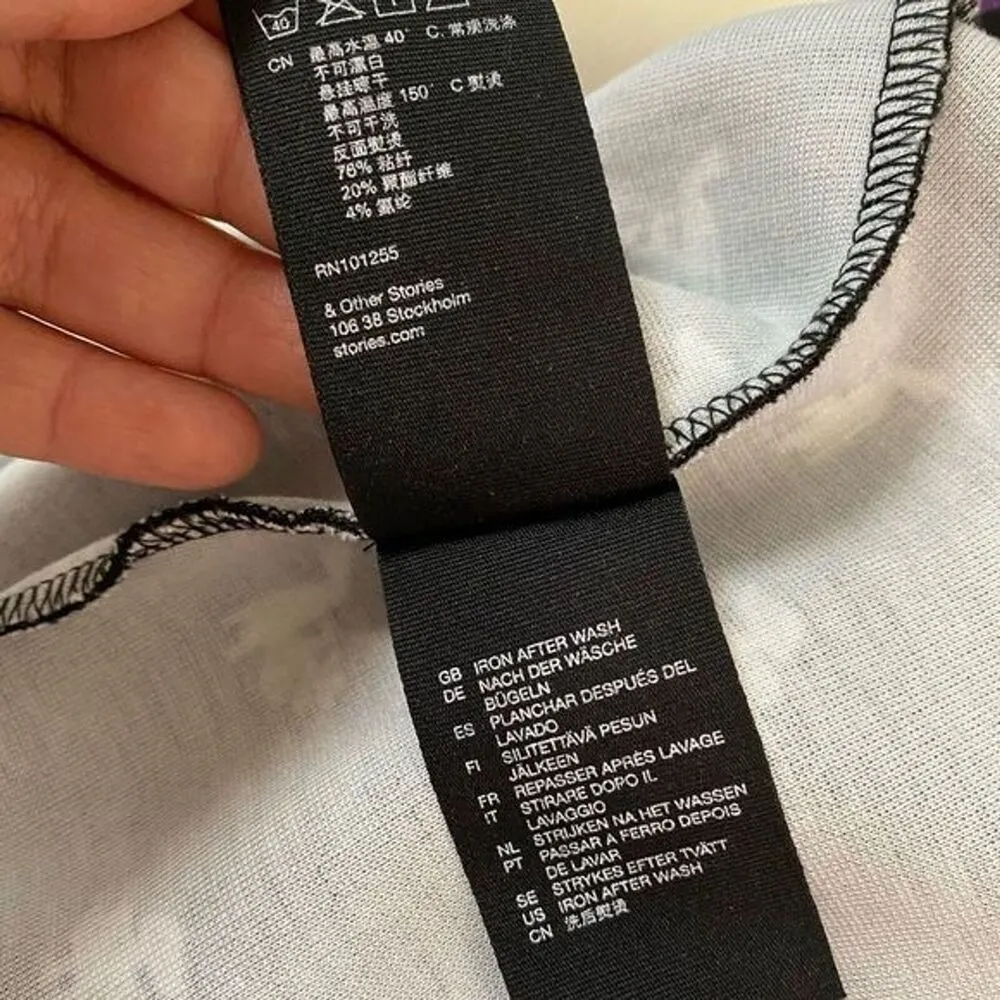 40
CN 最高水温 40° C.常规洗涤
不可漂白
悬挂晾干
最高温度 150° C 熨烫
不可干洗
反面熨烫
76% 粘纤
20% 聚酯纤维
4% 氨纶
RN101255
& Other Stories
106 38 Stockholm
stories.com
GB IRON AFTER WASH
DE NACH DER WÄSCHE
BÜGELN
ES PLANCHAR DESPUÉS DEL
LAVADO
FI SILITETTÄVÄ PESUN
JÄLKEEN
FR REPASSER APRÈS LAVAGE
IT STIRARE DOPO IL
LAVAGGIO
NL STRIJKEN NA HET WASSEN
PT PASSAR A FERRO DEPOIS
DE LAVAR
SE STRYKES EFTER TVÄTT
US IRON AFTER WASH
CN 洗后熨烫